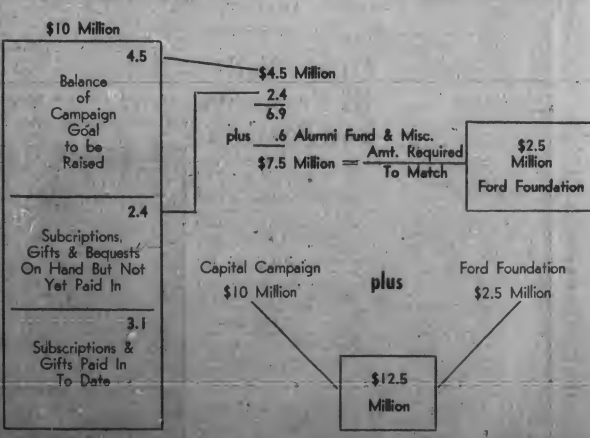 $10 Million
4.5
Balance
of
Campaign
Goal
to be
Raised
2.4
Subcriptions,
Gifts & Bequests
On Hand But Not
Yet Paid In
3.1
Subscriptions &
Gifts Paid In
To Date
$4.5 Million
2.4
6.9
plus .6 Alumni Fund & Misc.
$7.5 Million = Amt. Required
To Match
$2.5
Million
Ford Foundation
Capital Campaign
$10 Million
plus
Ford Foundation
$2.5 Million
$12.5
Million